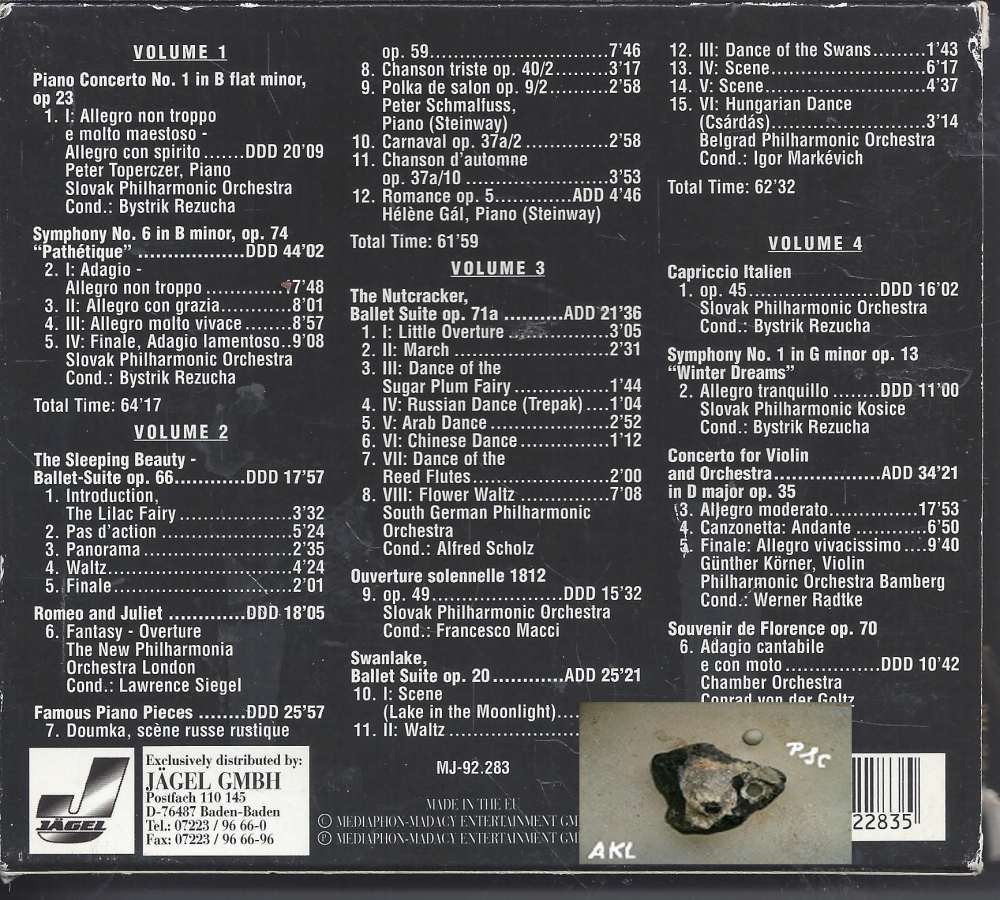 VOLUME 1
Piano Concerto No. 1 in B flat minor,
op 23
1. I: Allegro non troppo
e molto maestoso -
Allegro con spirito.......DDD 20'09
Peter Toperczer, Piano
Slovak Philharmonic Orchestra
Cond.: Bystrik Rezucha
Symphony No. 6 in B minor, op. 74
"Pathétique" ..................DDD 44'02
2. I: Adagio -
Allegro non troppo ............17'48
3. II: Allegro con grazia............8'01
4. III: Allegro molto vivace ........8'57
5. IV: Finale, Adagio lamentoso..9'08
Slovak Philharmonic Orchestra
Cond.: Bystrik Rezucha
Total Time: 64'17
VOLUME 2
The Sleeping Beauty -
Ballet-Suite op. 66............DDD 17'57
1. Introduction,
The Lilac Fairy ....................3'32
2. Pas d'action ........................5'24
3. Panorama ..........................2'35
4. Waltz..................................4'24
5. Finale ................................2'01
Romeo and Juliet ............DDD 18'05
6. Fantasy - Overture
The New Philharmonia
Orchestra London
Cond.: Lawrence Siegel
Famous Piano Pieces ........DDD 25'57
7. Doumka, scène russe rustique
op. 59................................7'46
8. Chanson triste op. 40/2..........3'17
9. Polka de salon op. 9/2............2'58
Peter Schmalfuss,
Piano (Steinway)
10. Carnaval op. 37a/2 ..............2'58
11. Chanson d'automne
op. 37a/10 ........................3'53
12. Romance op. 5............ADD 4'46
Hélène Gál, Piano (Steinway)
Total Time: 61'59
VOLUME 3
The Nutcracker,
Ballet Suite op. 71a ..........ADD 21'36
1. I: Little Overture ..................3'05
2. II: March ............................2'31
3. III: Dance of the
Sugar Plum Fairy ................1'44
4. IV: Russian Dance (Trepak) ....1'04
5. V: Arab Dance ....................2'52
6. VI: Chinese Dance ................1'12
7. VII: Dance of the
Reed Flutes ........................2'00
8. VIII: Flower Waltz ................7'08
South German Philharmonic
Orchestra
Cond.: Alfred Scholz
Ouverture solennelle 1812
9. op. 49......................DDD 15'32
Slovak Philharmonic Orchestra
Cond.: Francesco Macci
Swanlake,
Ballet Suite op. 20............ADD 25'21
10. I: Scene
(Lake in the Moonlight)....
11. II: Waltz
12. III: Dance of the Swans.........1'43
13. IV: Scene............................6'17
14. V: Scene............................4'37
15. VI: Hungarian Dance
(Csárdás)..........................3'14
Belgrad Philharmonic Orchestra
Cond.: Igor Markévich
Total Time: 62'32
VOLUME 4
Capriccio Italien
1. op. 45......................DDD 16'02
Slovak Philharmonic Orchestra
Cond.: Bystrik Rezucha
Symphony No. 1 in G minor op. 13
"Winter Dreams"
2. Allegro tranquillo ........DDD 11'00
Slovak Philharmonic Kosice
Cond.: Bystrik Rezucha
Concerto for Violin
and Orchestra..................ADD 34'21
in D major op. 35
3. Allegro moderato................17'53
4. Canzonetta: Andante ............6'50
5. Finale: Allegro vivacissimo ....9'40
Günther Körner, Violin
Philharmonic Orchestra Bamberg
Cond.: Werner Radtke
Souvenir de Florence op. 70
6. Adagio cantabile
e con moto ................DDD 10'42
Chamber Orchestra
Conrad von der Goltz
JÄGEL
Exclusively distributed by:
JÄGEL GMBH
Postfach 110 145
D-76487 Baden-Baden
Tel.: 07223 / 96 66-0
Fax: 07223 / 96 66-96
MJ-92.283
MADE IN THE EU
© MEDIAPHON-MADACY ENTERTAINMENT GM
℗ MEDIAPHON-MADACY ENTERTAINMENT GM
PSC
AKL
22835